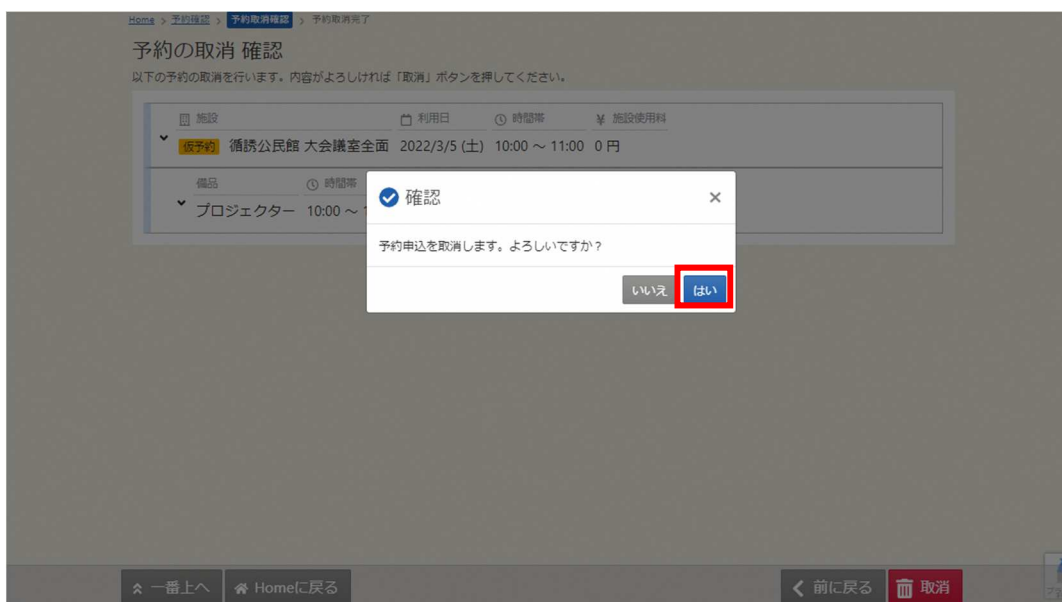 Home > 予約確認 > 予約取消確認 > 予約取消完了
予約の取消 確認
以下の予約の取消を行います。内容がよろしければ「取消」ボタンを押してください。
施設 利用日 時間帯 ¥ 施設使用料
仮予約 循誘公民館 大会議室全面 2022/3/5 (土) 10:00 ～ 11:00 0 円
備品 時間帯
プロジェクター 10:00 ～
確認 ×
予約申込を取消します。よろしいですか？
いいえ はい
一番上へ Homeに戻る 前に戻る 取消